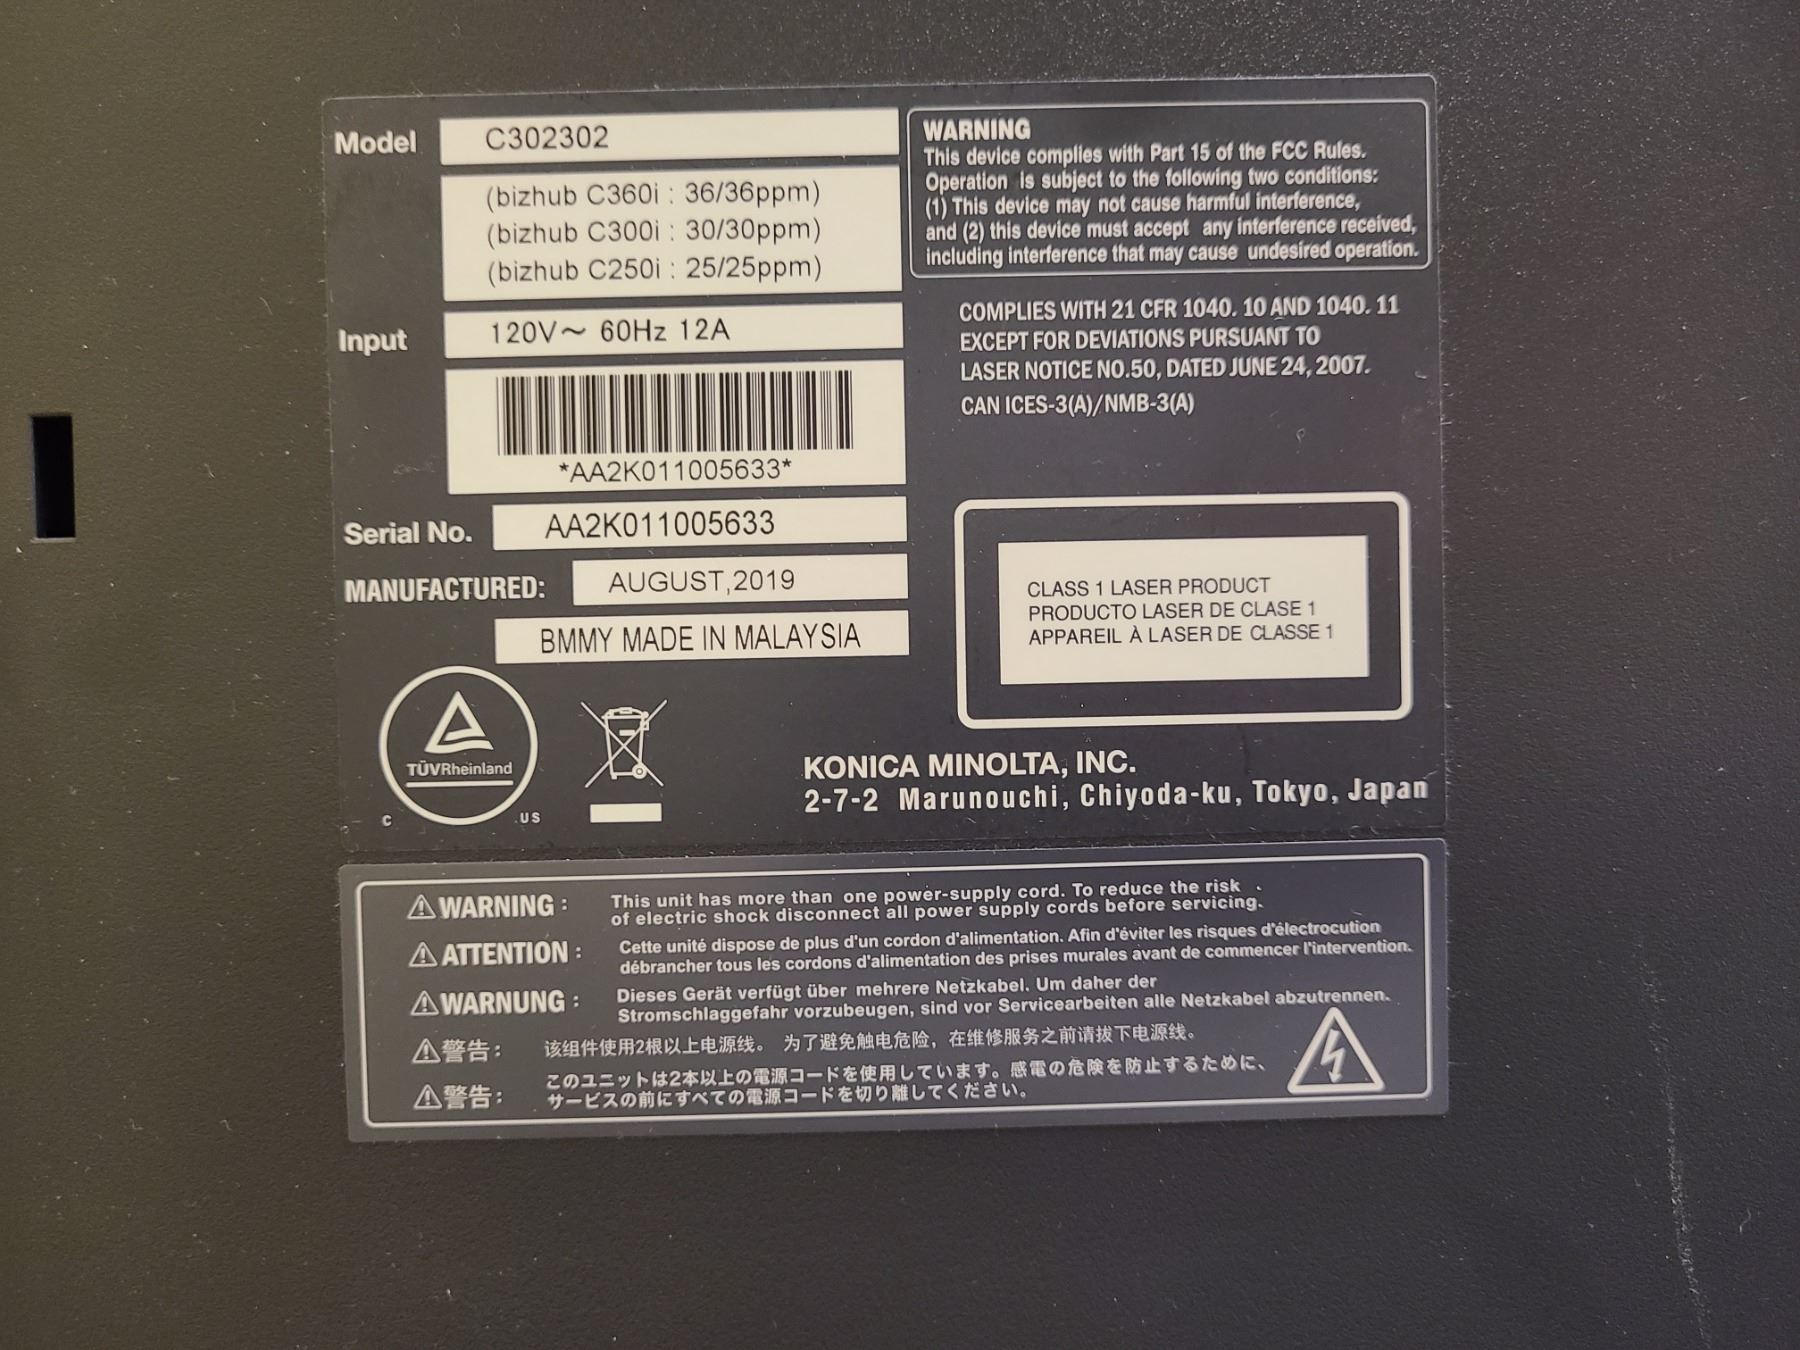 Model C302302
(bizhub C360i : 36/36ppm)
(bizhub C300i : 30/30ppm)
(bizhub C250i : 25/25ppm)
Input 120V～ 60Hz 12A
*AA2K011005633*
Serial No. AA2K011005633
MANUFACTURED: AUGUST,2019
BMMY MADE IN MALAYSIA
TÜVRheinland
C US
WARNING
This device complies with Part 15 of the FCC Rules.
Operation is subject to the following two conditions:
(1) This device may not cause harmful interference,
and (2) this device must accept any interference received,
including interference that may cause undesired operation.
COMPLIES WITH 21 CFR 1040. 10 AND 1040. 11
EXCEPT FOR DEVIATIONS PURSUANT TO
LASER NOTICE NO.50, DATED JUNE 24, 2007.
CAN ICES-3(A)/NMB-3(A)
CLASS 1 LASER PRODUCT
PRODUCTO LASER DE CLASE 1
APPAREIL À LASER DE CLASSE 1
KONICA MINOLTA, INC.
2-7-2 Marunouchi, Chiyoda-ku, Tokyo, Japan
WARNING : This unit has more than one power-supply cord. To reduce the risk
of electric shock disconnect all power supply cords before servicing.
ATTENTION : Cette unité dispose de plus d'un cordon d'alimentation. Afin d'éviter les risques d'électrocution
débrancher tous les cordons d'alimentation des prises murales avant de commencer l'intervention.
WARNUNG : Dieses Gerät verfügt über mehrere Netzkabel. Um daher der
Stromschlaggefahr vorzubeugen, sind vor Servicearbeiten alle Netzkabel abzutrennen.
警告： 该组件使用2根以上电源线。 为了避免触电危险，在维修服务之前请拔下电源线。
警告： このユニットは2本以上の電源コードを使用しています。感電の危険を防止するために、
サービスの前にすべての電源コードを切り離してください。